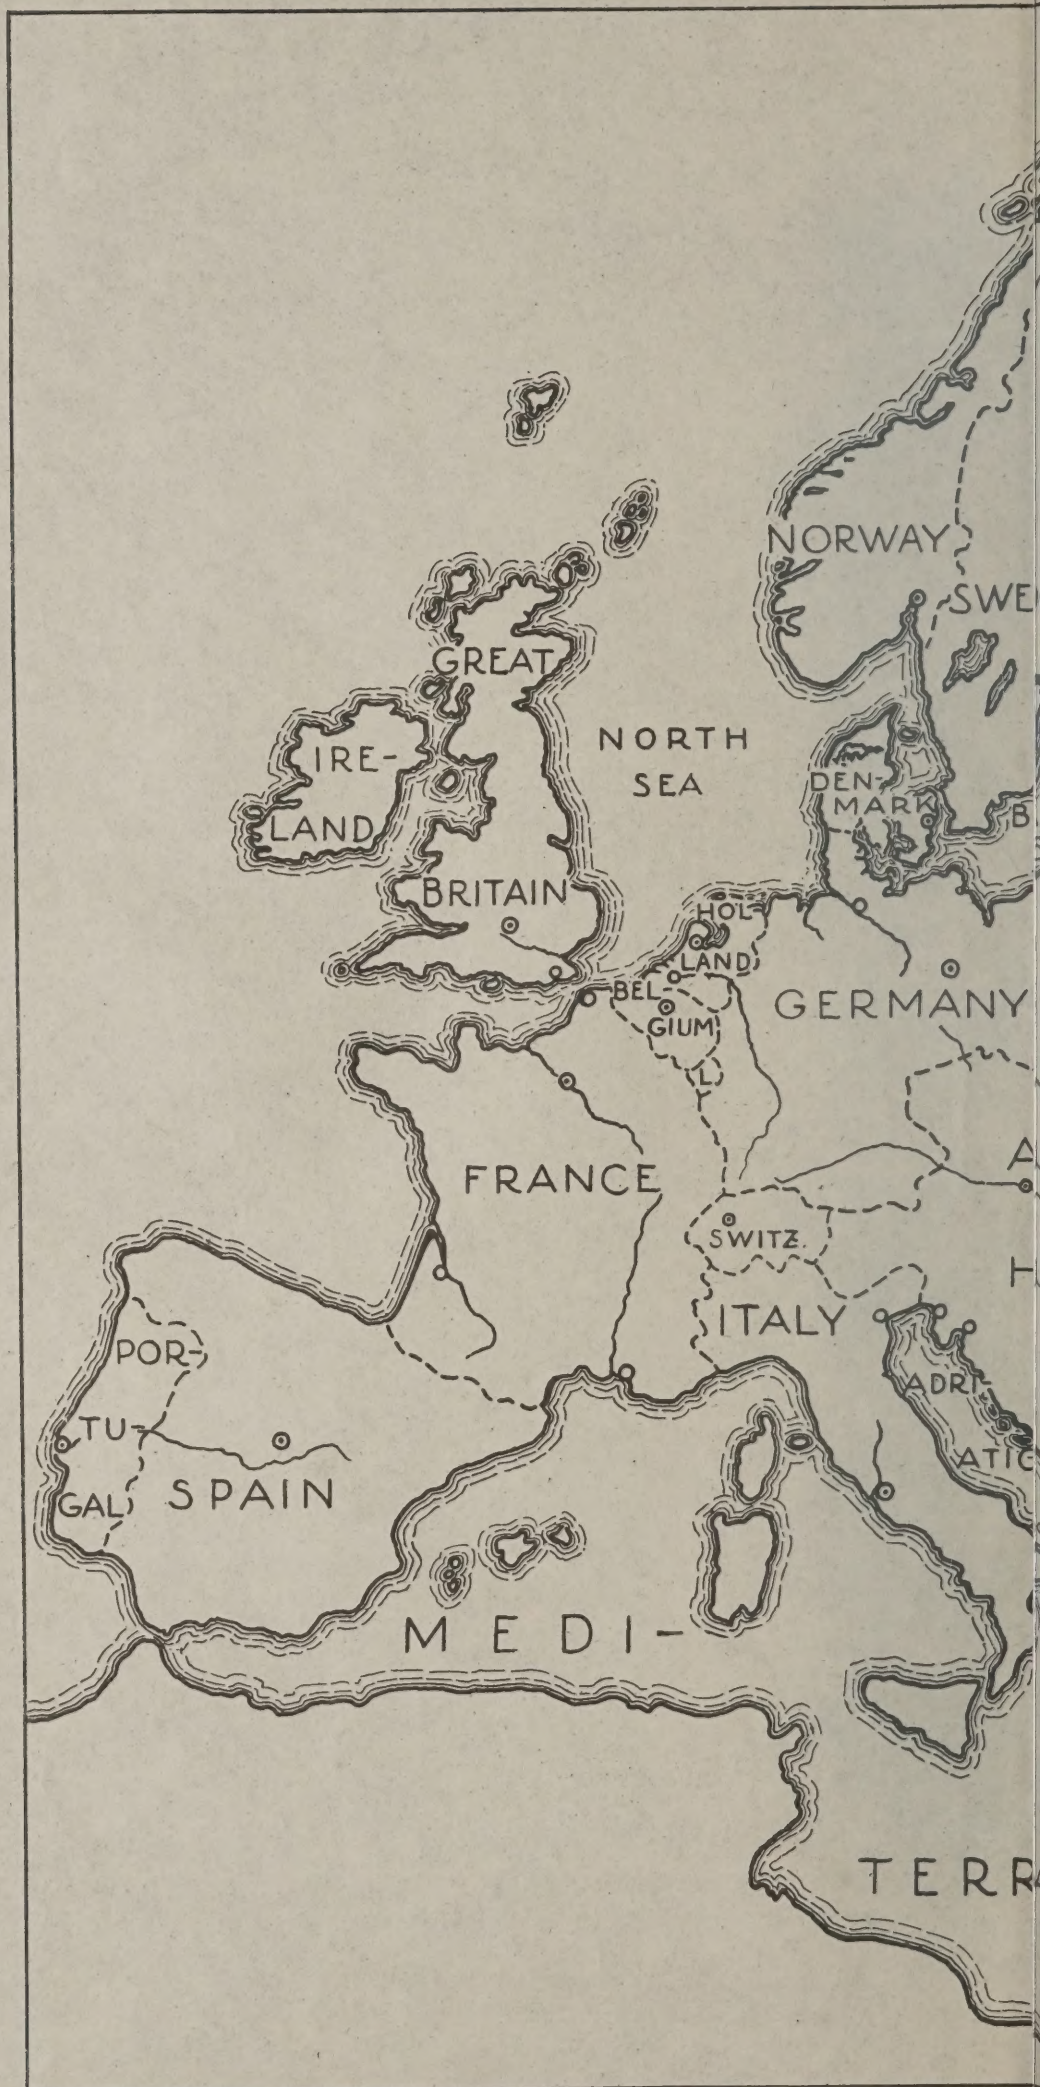 NORWAY
SWE
GREAT
NORTH
SEA
IRE-
LAND
DEN-
MARK
B
BRITAIN
HOL-
LAND
BEL-
GIUM
GERMANY
L.
A
FRANCE
SWITZ.
H
ITALY
POR-
TU-
GAL
ADRI-
ATIC
SPAIN
MEDI-
TERR